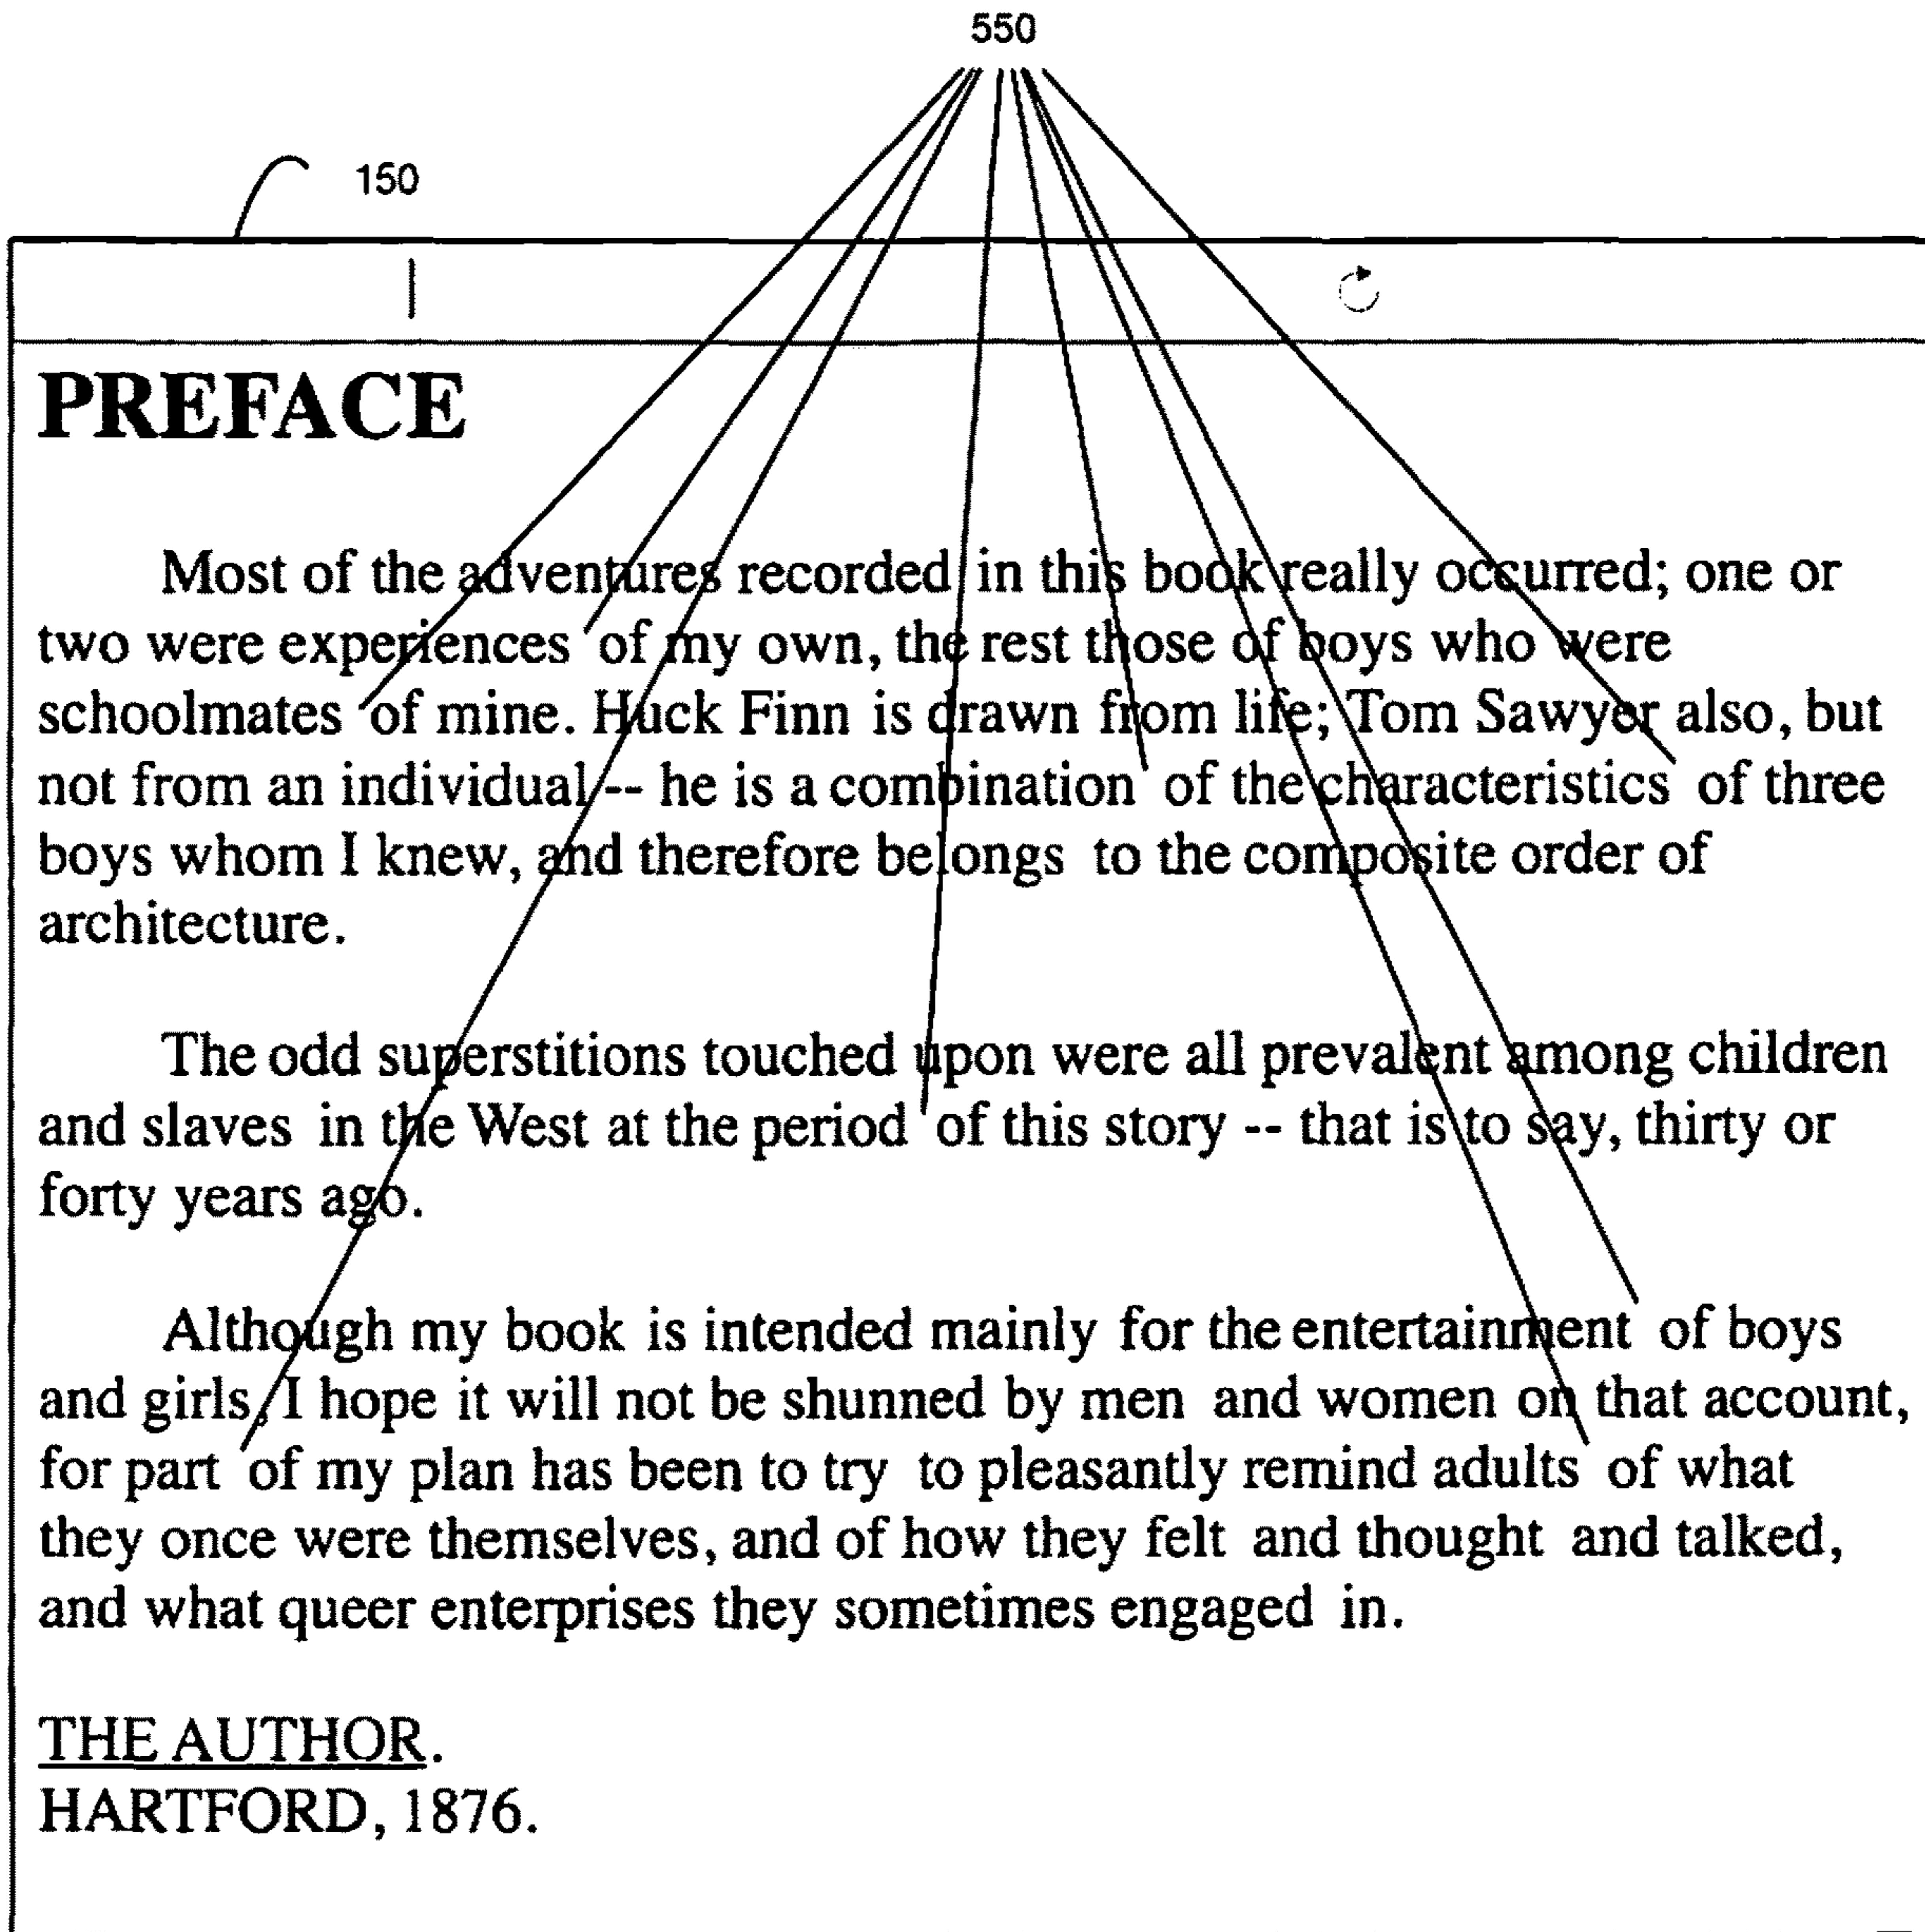 550
150
PREFACE
Most of the adventures recorded in this book really occurred; one or
two were experiences of my own, the rest those of boys who were
schoolmates of mine. Huck Finn is drawn from life; Tom Sawyer also, but
not from an individual -- he is a combination of the characteristics of three
boys whom I knew, and therefore belongs to the composite order of
architecture.
The odd superstitions touched upon were all prevalent among children
and slaves in the West at the period of this story -- that is to say, thirty or
forty years ago.
Although my book is intended mainly for the entertainment of boys
and girls, I hope it will not be shunned by men and women on that account,
for part of my plan has been to try to pleasantly remind adults of what
they once were themselves, and of how they felt and thought and talked,
and what queer enterprises they sometimes engaged in.
THE AUTHOR.
HARTFORD, 1876.